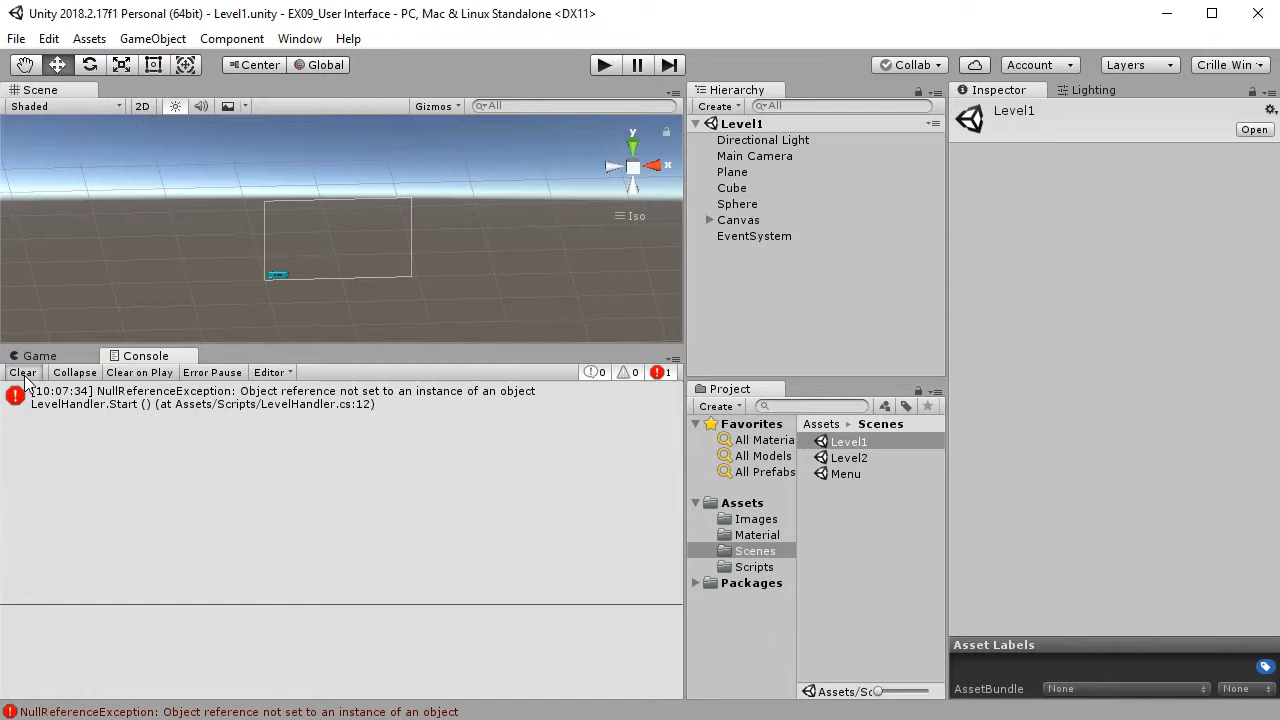 Unity 2018.2.17f1 Personal (64bit) - Level1.unity - EX09_User Interface - PC, Mac & Linux Standalone <DX11>
File Edit Assets GameObject Component Window Help
Center Global Collab Account Layers Crille Win
Scene
Shaded 2D Gizmos All
y
x
Iso
Hierarchy
Create All
Level1
Directional Light
Main Camera
Plane
Cube
Sphere
Canvas
EventSystem
Inspector Lighting
Level1
Open
Game Console
Clear Collapse Clear on Play Error Pause Editor 0 0 1
[10:07:34] NullReferenceException: Object reference not set to an instance of an object
LevelHandler.Start () (at Assets/Scripts/LevelHandler.cs:12)
Project
Create
Favorites
All Materia
All Models
All Prefabs
Assets
Images
Material
Scenes
Scripts
Packages
Assets Scenes
Level1
Level2
Menu
Assets/Sc
Asset Labels
AssetBundle None None
NullReferenceException: Object reference not set to an instance of an object